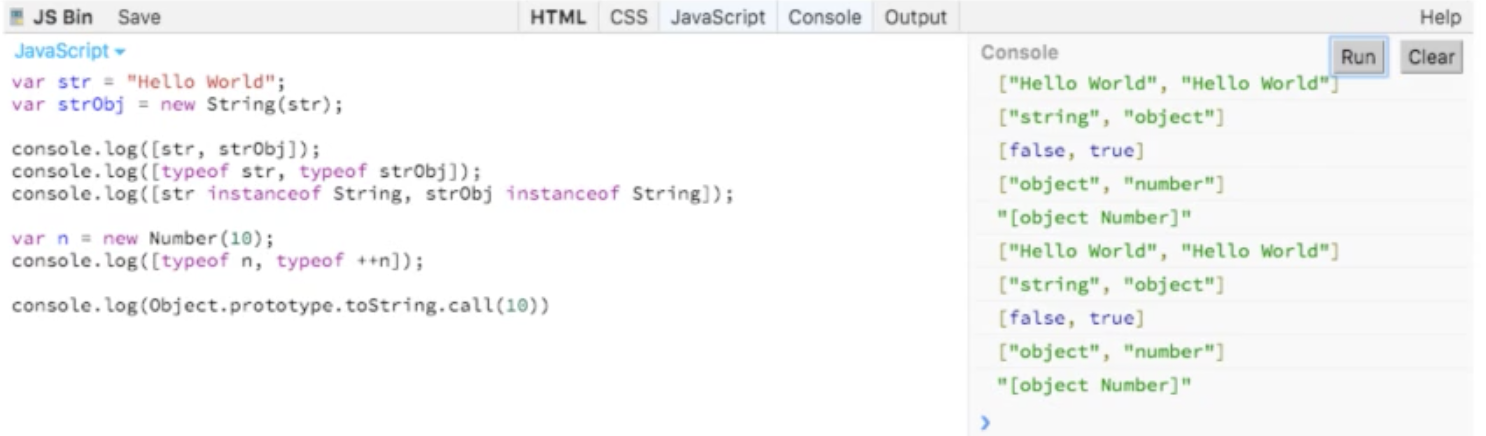 JS Bin Save HTML CSS JavaScript Console Output Help
JavaScript
var str = "Hello World";
var strObj = new String(str);
console.log([str, strObj]);
console.log([typeof str, typeof strObj]);
console.log([str instanceof String, strObj instanceof String]);
var n = new Number(10);
console.log([typeof n, typeof ++n]);
console.log(Object.prototype.toString.call(10))
Console Run Clear
["Hello World", "Hello World"]
["string", "object"]
[false, true]
["object", "number"]
"[object Number]"
["Hello World", "Hello World"]
["string", "object"]
[false, true]
["object", "number"]
"[object Number]"